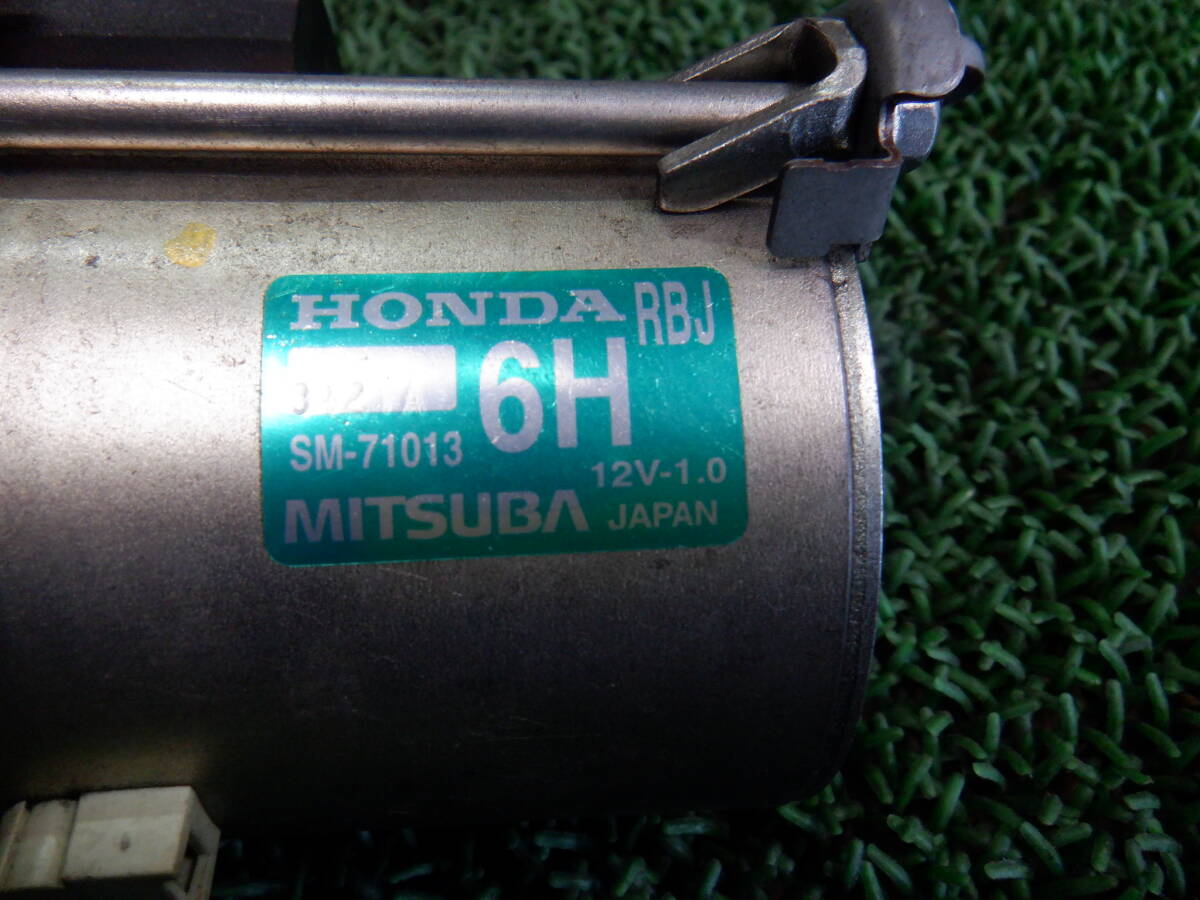 HONDA RBJ
6H
SM-71013
12V-1.0
MITSUBA JAPAN